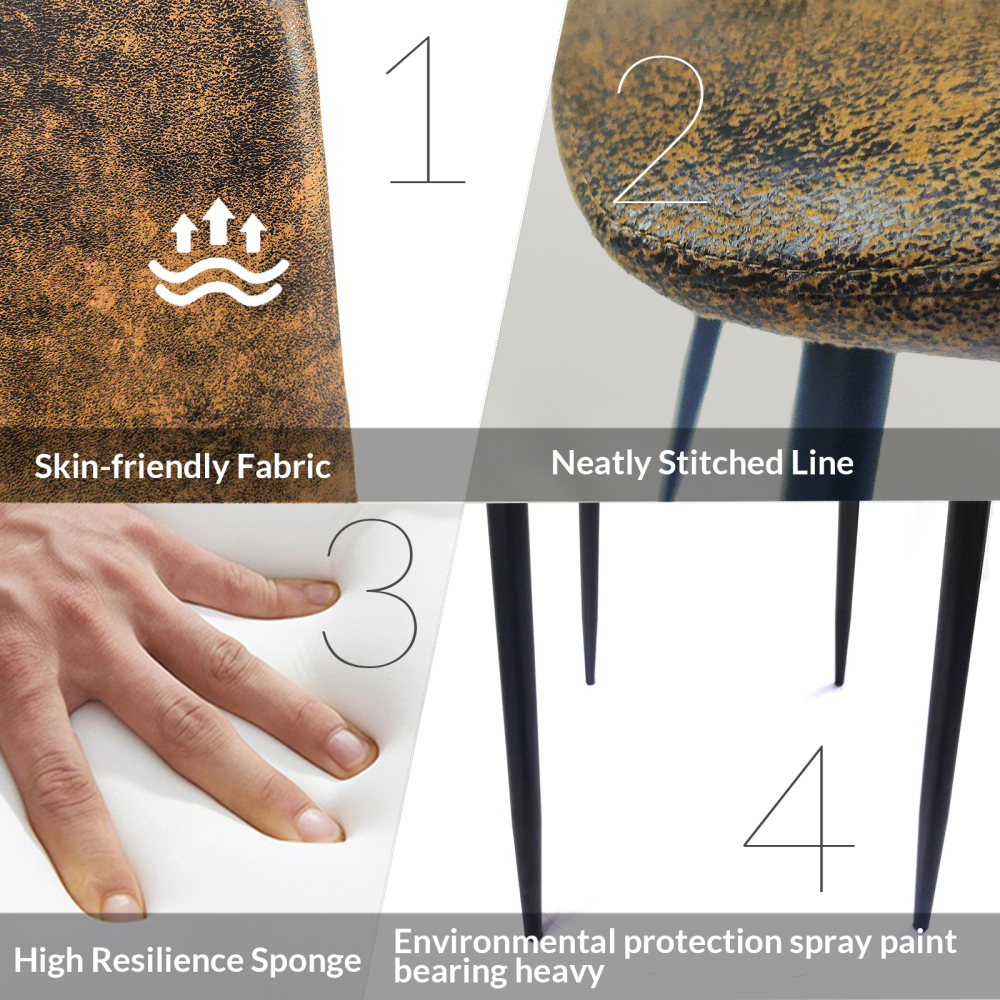 1
2
Skin-friendly Fabric
Neatly Stitched Line
3
4
High Resilience Sponge
Environmental protection spray paint
bearing heavy